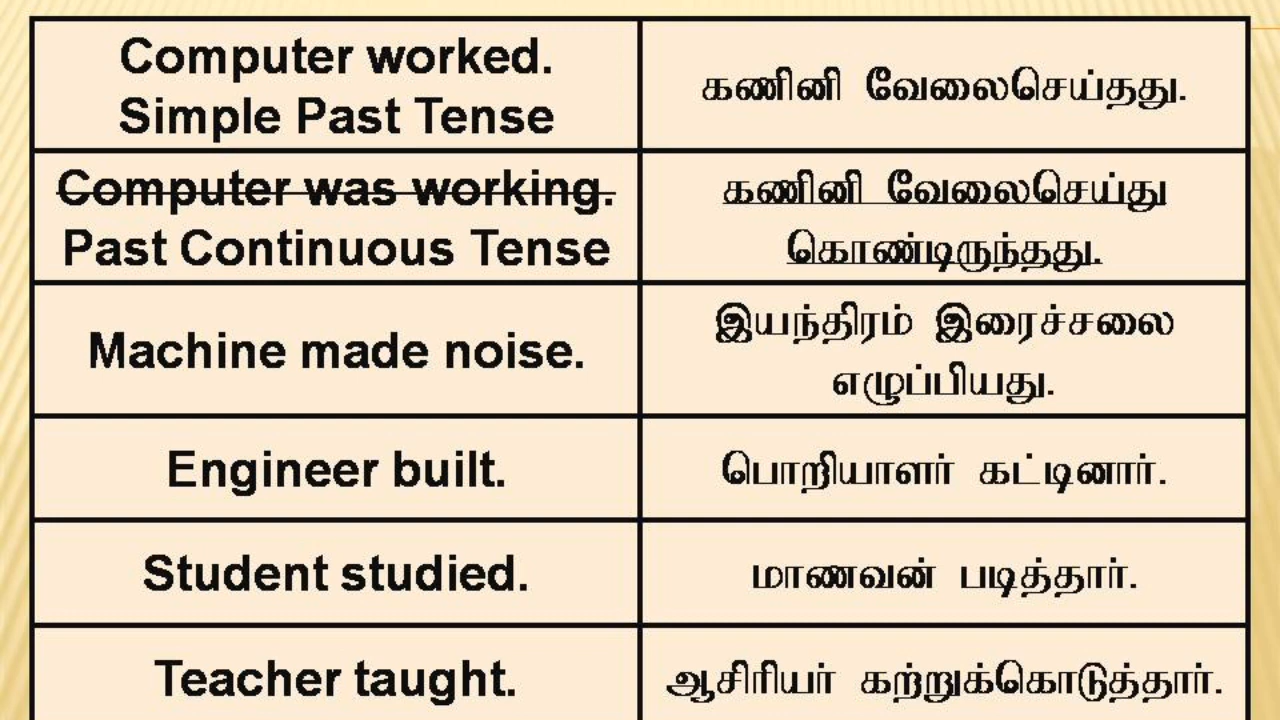 Computer worked.
Simple Past Tense
கணினி வேலைசெய்தது.
Computer was working.
Past Continuous Tense
கணினி வேலைசெய்து
கொண்டிருந்தது.
Machine made noise.
இயந்திரம் இரைச்சலை
எழுப்பியது.
Engineer built.
பொறியாளர் கட்டினார்.
Student studied.
மாணவன் படித்தார்.
Teacher taught.
ஆசிரியர் கற்றுக்கொடுத்தார்.